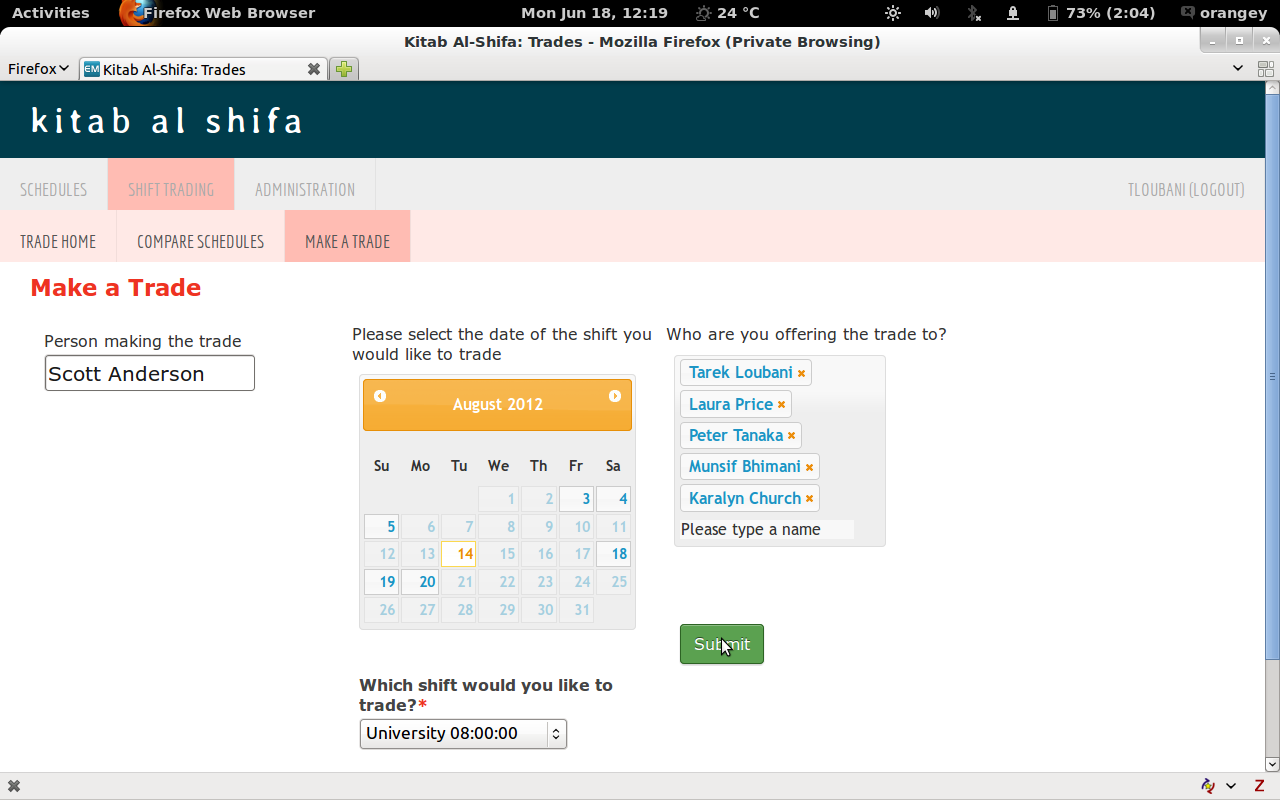 Activities Firefox Web Browser Mon Jun 18, 12:19 24 °C 73% (2:04) orangey
Kitab Al-Shifa: Trades - Mozilla Firefox (Private Browsing)
Firefox EM Kitab Al-Shifa: Trades
kitab al shifa
SCHEDULES SHIFT TRADING ADMINISTRATION TLOUBANI (LOGOUT)
TRADE HOME COMPARE SCHEDULES MAKE A TRADE
Make a Trade
Person making the trade
Scott Anderson
Please select the date of the shift you
would like to trade
August 2012
Su Mo Tu We Th Fr Sa
1 2 3 4
5 6 7 8 9 10 11
12 13 14 15 16 17 18
19 20 21 22 23 24 25
26 27 28 29 30 31
Which shift would you like to
trade?*
University 08:00:00
Who are you offering the trade to?
Tarek Loubani
Laura Price
Peter Tanaka
Munsif Bhimani
Karalyn Church
Please type a name
Submit
Z